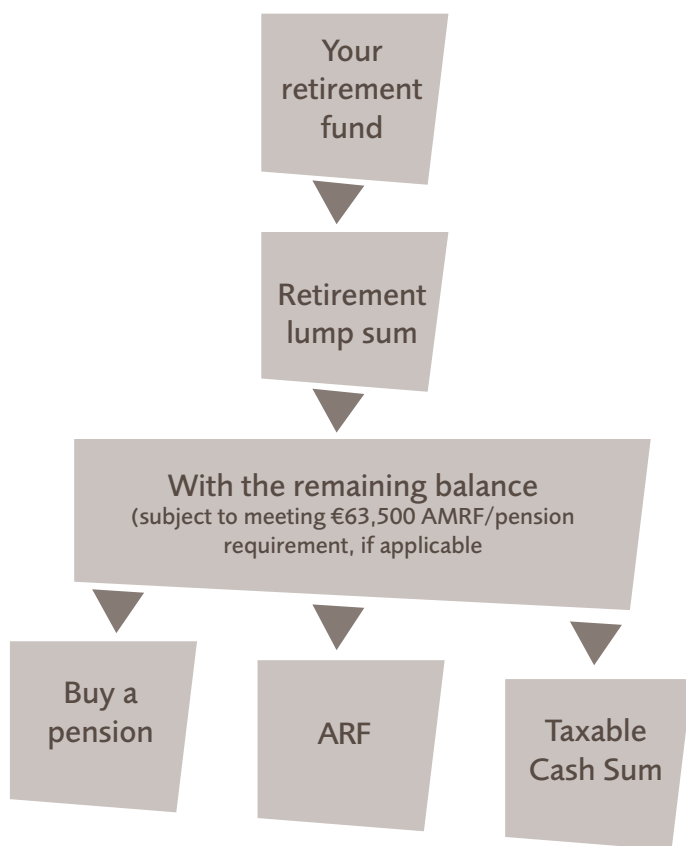 Your
retirement
fund
Retirement
lump sum
With the remaining balance
(subject to meeting €63,500 AMRF/pension
requirement, if applicable
Buy a
pension
ARF
Taxable
Cash Sum